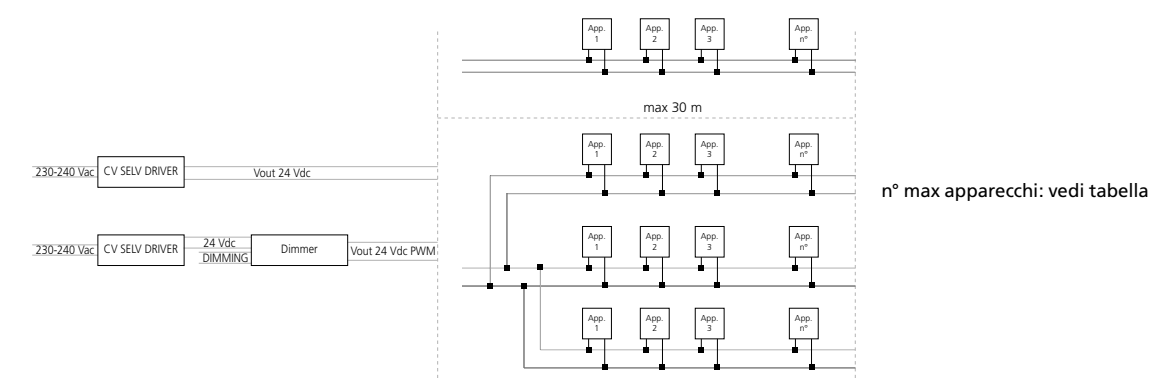 App. 1 App. 2 App. 3 App. n°
max 30 m
App. 1 App. 2 App. 3 App. n°
230-240 Vac CV SELV DRIVER Vout 24 Vdc
n° max apparecchi: vedi tabella
App. 1 App. 2 App. 3 App. n°
230-240 Vac CV SELV DRIVER 24 Vdc DIMMING Dimmer Vout 24 Vdc PWM
App. 1 App. 2 App. 3 App. n°